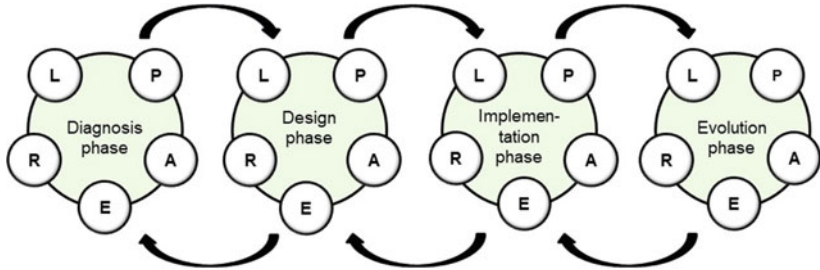 L
P
Diagnosis
phase
R
A
E
L
P
Design
phase
R
A
E
L
P
Implemen-
tation
phase
R
A
E
L
P
Evolution
phase
R
A
E